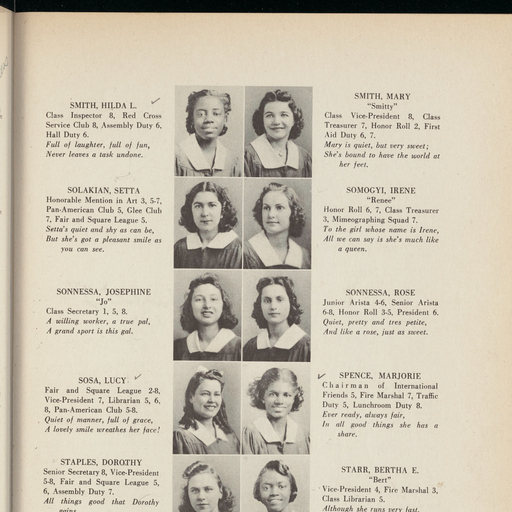 SMITH, HILDA L.
Class Inspector 8, Red Cross
Service Club 8, Assembly Duty 6,
Hall Duty 6.
Full of laughter, full of fun,
Never leaves a task undone.
SMITH, MARY
"Smitty"
Class Vice-President 8, Class
Treasurer 7, Honor Roll 2, First
Aid Duty 6, 7.
Mary is quiet, but very sweet;
She's bound to have the world at
her feet.
SOLAKIAN, SETTA
Honorable Mention in Art 3, 5-7,
Pan-American Club 5, Glee Club
7, Fair and Square League 5.
Setta's quiet and shy as can be,
But she's got a pleasant smile as
you can see.
SOMOGYI, IRENE
"Renee"
Honor Roll 6, 7, Class Treasurer
3, Mimeographing Squad 7.
To the girl whose name is Irene,
All we can say is she's much like
a queen.
SONNESSA, JOSEPHINE
"Jo"
Class Secretary 1, 5, 8.
A willing worker, a true pal,
A grand sport is this gal.
SONNESSA, ROSE
Junior Arista 4-6, Senior Arista
6-8, Honor Roll 3-5, President 6.
Quiet, pretty and tres petite,
And like a rose, just as sweet.
SOSA, LUCY
Fair and Square League 2-8,
Vice-President 7, Librarian 5, 6,
8, Pan-American Club 5-8.
Quiet of manner, full of grace,
A lovely smile wreathes her face!
SPENCE, MARJORIE
Chairman of International
Friends 5, Fire Marshal 7, Traffic
Duty 5, Lunchroom Duty 8.
Ever ready, always fair,
In all good things she has a
share.
STAPLES, DOROTHY
Senior Secretary 8, Vice-President
5-8, Fair and Square League 5,
6, Assembly Duty 7.
All things good that Dorothy
STARR, BERTHA E.
"Bert"
Vice-President 4, Fire Marshal 3,
Class Librarian 5.
Although she runs very fast,